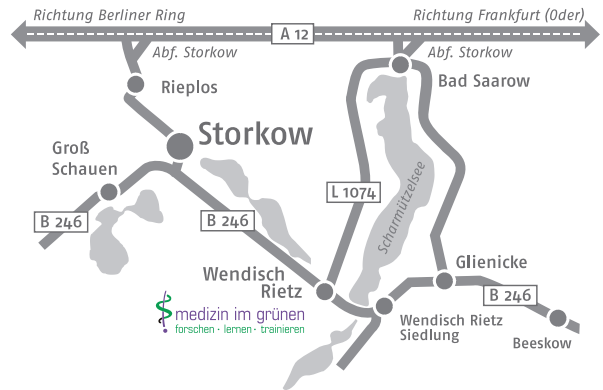 Richtung Berliner Ring
Richtung Frankfurt (Oder)
A 12
Abf. Storkow
Abf. Storkow
Rieplos
Bad Saarow
Storkow
Groß
Schauen
L 1074
Scharmützelsee
B 246
B 246
Wendisch
Rietz
Glienicke
B 246
medizin im grünen
forschen · lernen · trainieren
Wendisch Rietz
Siedlung
Beeskow